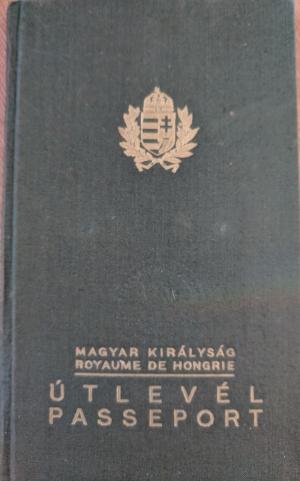 MAGYAR KIRÁLYSÁG
ROYAUME DE HONGRIE
ÚTLEVÉL
PASSEPORT